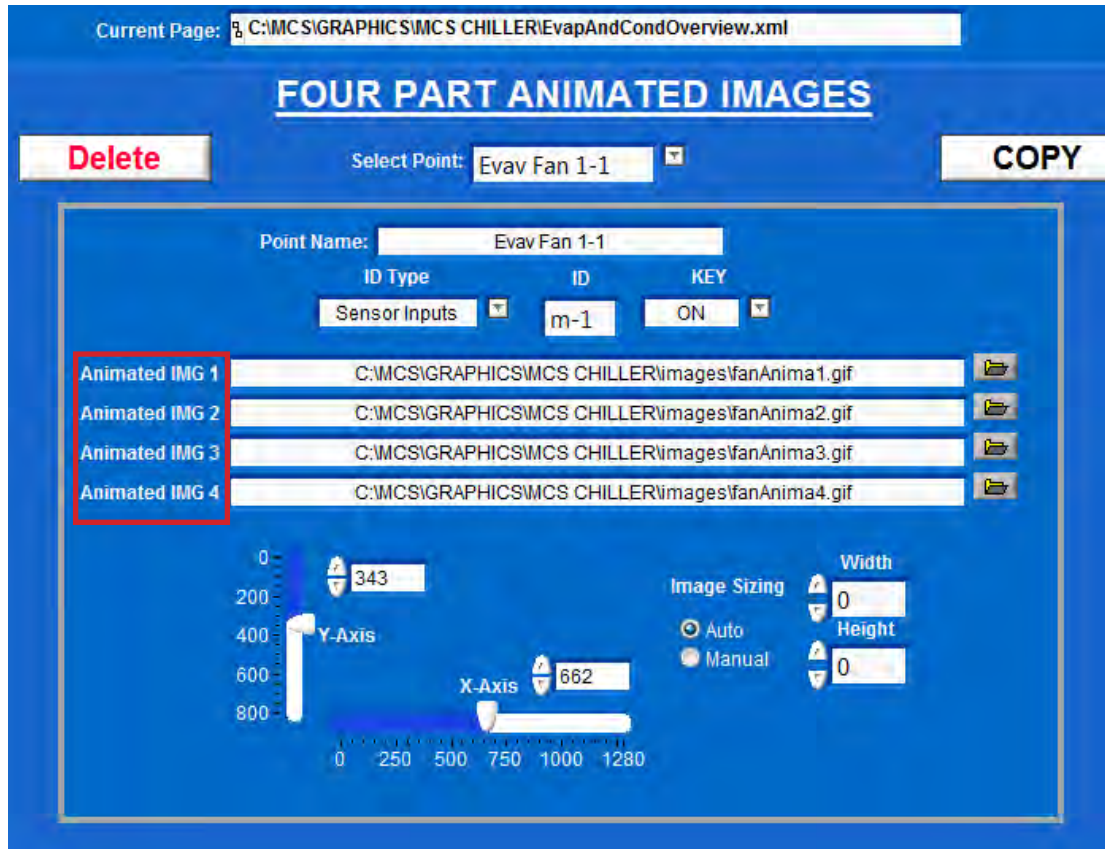 Current Page: C:\MCS\GRAPHICS\MCS CHILLER\EvapAndCondOverview.xml
FOUR PART ANIMATED IMAGES
Delete Select Point: Evav Fan 1-1 COPY
Point Name: Evav Fan 1-1
ID Type ID KEY
Sensor Inputs m-1 ON
Animated IMG 1 C:\MCS\GRAPHICS\MCS CHILLER\images\fanAnima1.gif
Animated IMG 2 C:\MCS\GRAPHICS\MCS CHILLER\images\fanAnima2.gif
Animated IMG 3 C:\MCS\GRAPHICS\MCS CHILLER\images\fanAnima3.gif
Animated IMG 4 C:\MCS\GRAPHICS\MCS CHILLER\images\fanAnima4.gif
0 343 Width
200 Image Sizing 0
400 Y-Axis Auto Height
600 Manual 0
X-Axis 662
800
0 250 500 750 1000 1280